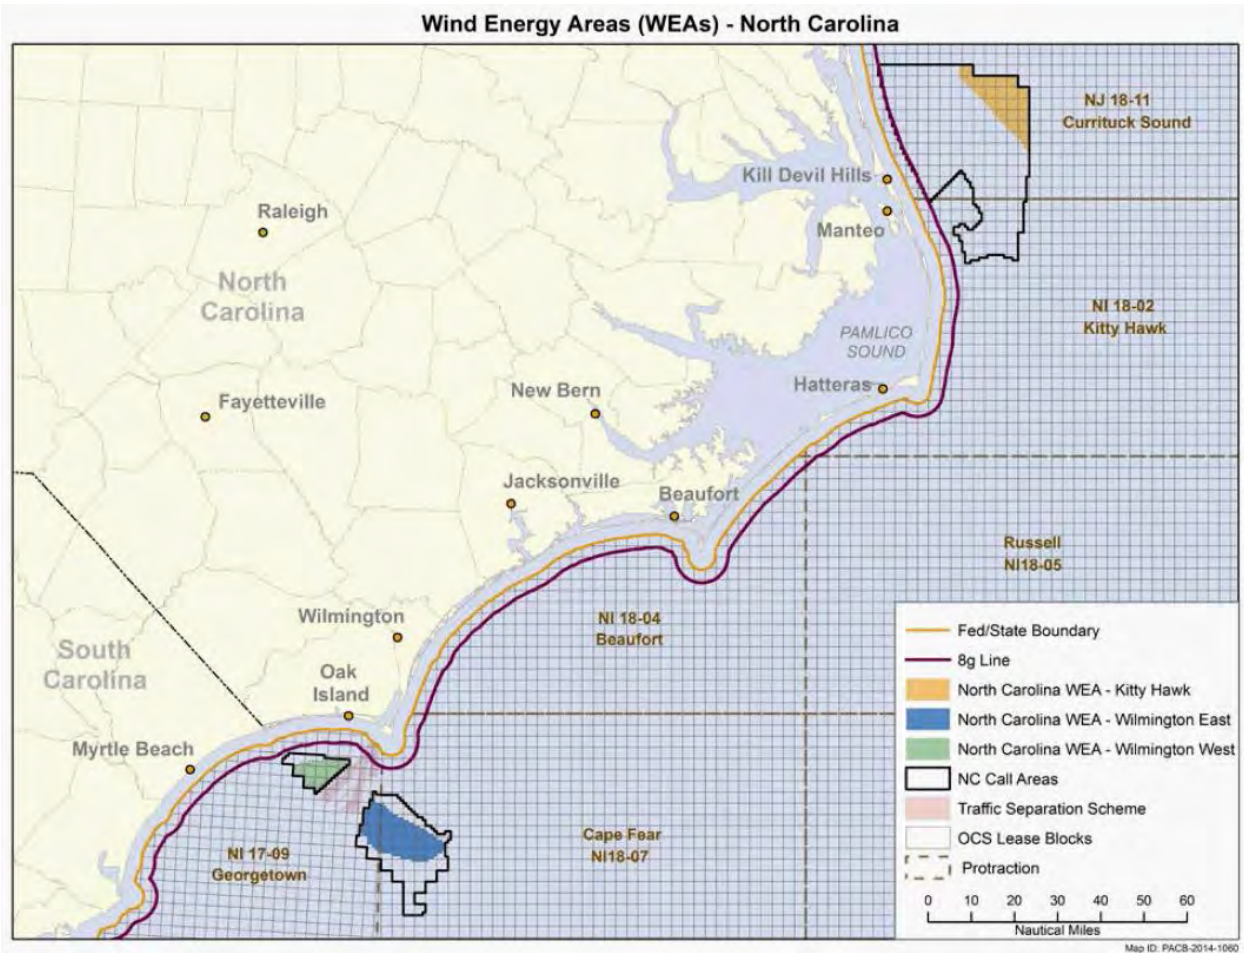 Wind Energy Areas (WEAs) - North Carolina
NJ 18-11
Currituck Sound
Kill Devil Hills
Manteo
Raleigh
North
Carolina
NI 18-02
Kitty Hawk
PAMLICO
SOUND
Hatteras
New Bern
Fayetteville
Jacksonville
Beaufort
Russell
NI18-05
Wilmington
NI 18-04
Beaufort
South
Carolina
Oak
Island
Myrtle Beach
Cape Fear
NI18-07
NI 17-09
Georgetown
Fed/State Boundary
8g Line
North Carolina WEA - Kitty Hawk
North Carolina WEA - Wilmington East
North Carolina WEA - Wilmington West
NC Call Areas
Traffic Separation Scheme
OCS Lease Blocks
Protraction
0 10 20 30 40 50 60
Nautical Miles
Map ID: PACB-2014-1060